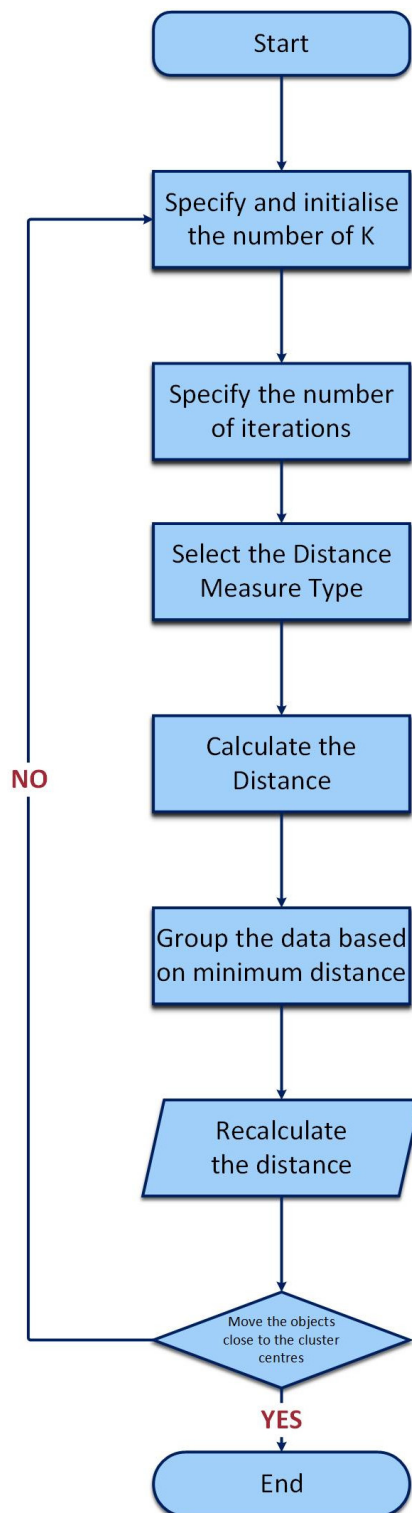 Start
Specify and initialise
the number of K
Specify the number
of iterations
Select the Distance
Measure Type
Calculate the
Distance
NO
Group the data based
on minimum distance
Recalculate
the distance
Move the objects
close to the cluster
centres
YES
End